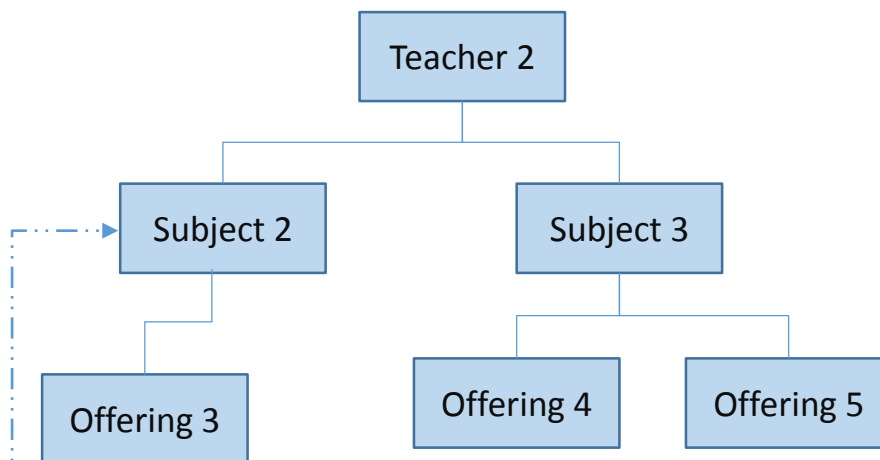 Teacher 2
Subject 2
Subject 3
Offering 3
Offering 4
Offering 5